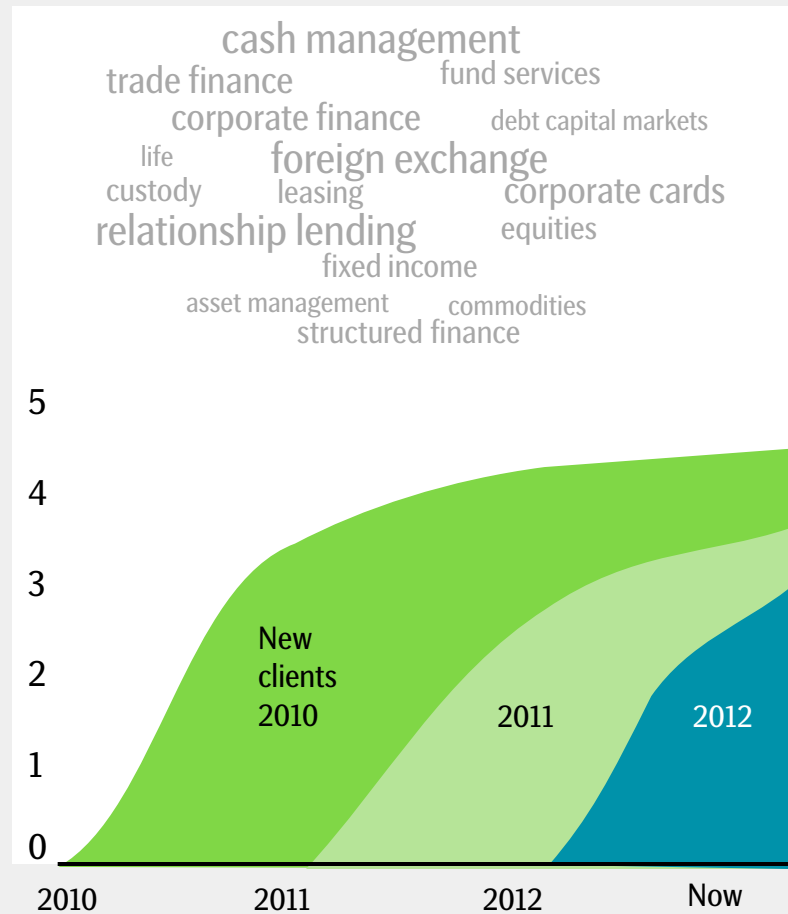 cash management
trade finance
fund services
corporate finance
debt capital markets
life
foreign exchange
custody
leasing
corporate cards
relationship lending
equities
fixed income
asset management
commodities
structured finance
5
4
3
2
1
0
New
clients
2010
2011
2012
2010
2011
2012
Now